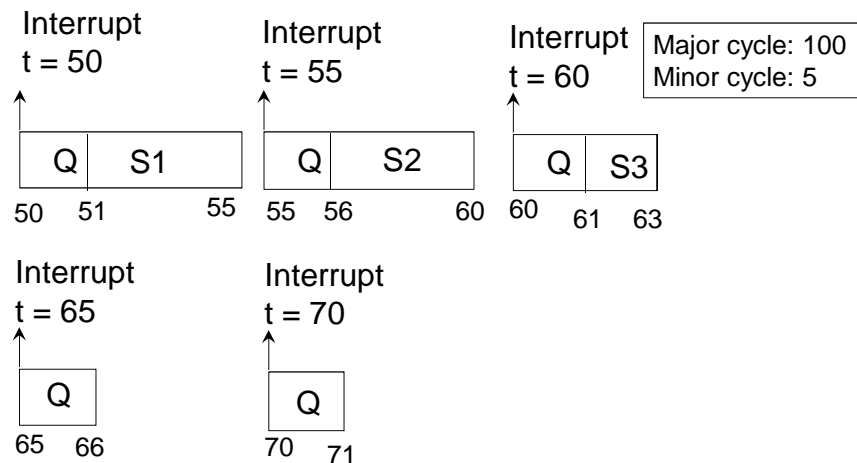 Interrupt
t = 50
Interrupt
t = 55
Interrupt
t = 60
Major cycle: 100
Minor cycle: 5
Q S1
Q S2
Q S3
50 51 55
55 56 60
60 61 63
Interrupt
t = 65
Interrupt
t = 70
Q
Q
65 66
70 71